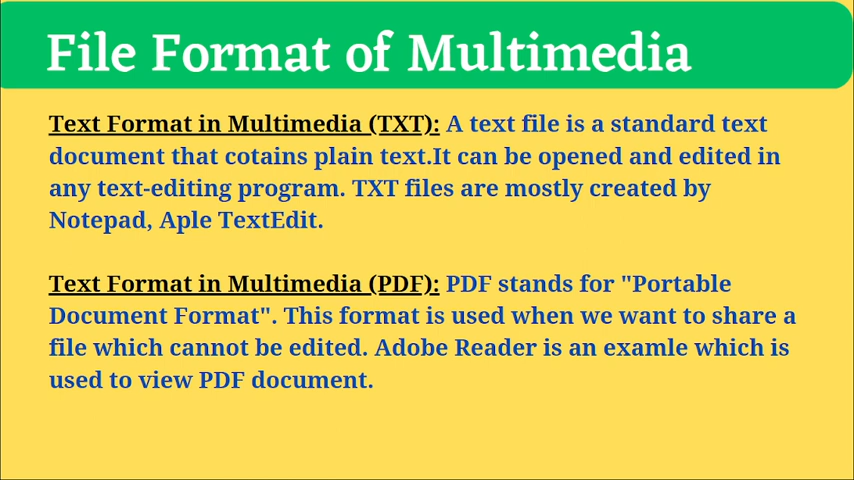 File Format of Multimedia
Text Format in Multimedia (TXT): A text file is a standard text
document that cotains plain text.It can be opened and edited in
any text-editing program. TXT files are mostly created by
Notepad, Aple TextEdit.
Text Format in Multimedia (PDF): PDF stands for "Portable
Document Format". This format is used when we want to share a
file which cannot be edited. Adobe Reader is an examle which is
used to view PDF document.